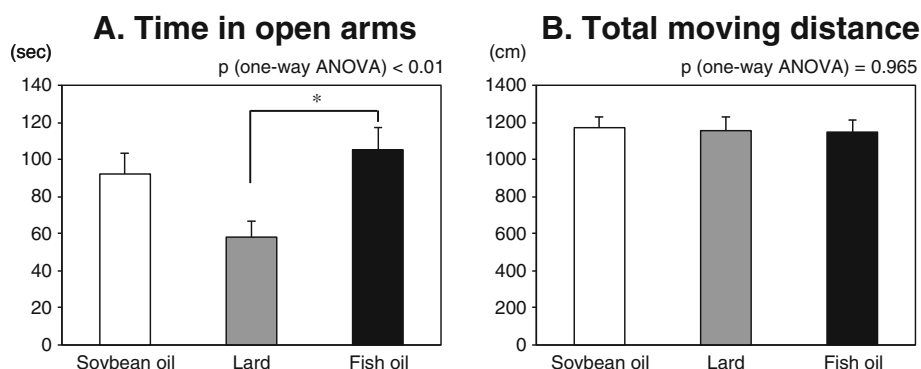 A. Time in open arms
(sec)
p (one-way ANOVA) < 0.01
140
120
100
80
60
40
20
0
*
Soybean oil Lard Fish oil
B. Total moving distance
(cm)
p (one-way ANOVA) = 0.965
1400
1200
1000
800
600
400
200
0
Soybean oil Lard Fish oil